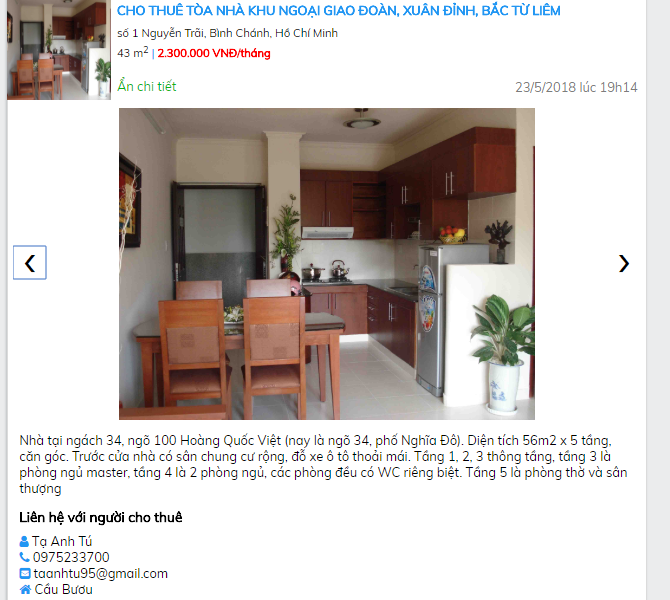 CHO THUÊ TÒA NHÀ KHU NGOẠI GIAO ĐOÀN, XUÂN ĐỈNH, BẮC TỪ LIÊM
số 1 Nguyễn Trãi, Bình Chánh, Hồ Chí Minh
43 m² | 2.300.000 VNĐ/tháng
Ẩn chi tiết
23/5/2018 lúc 19h14
Nhà tại ngách 34, ngõ 100 Hoàng Quốc Việt (nay là ngõ 34, phố Nghĩa Đô). Diện tích 56m2 x 5 tầng,
căn góc. Trước cửa nhà có sân chung cư rộng, đỗ xe ô tô thoải mái. Tầng 1, 2, 3 thông tầng, tầng 3 là
phòng ngủ master, tầng 4 là 2 phòng ngủ, các phòng đều có WC riêng biệt. Tầng 5 là phòng thờ và sân
thượng
Liên hệ với người cho thuê
Tạ Anh Tú
0975233700
taanhtu95@gmail.com
Cầu Bươu